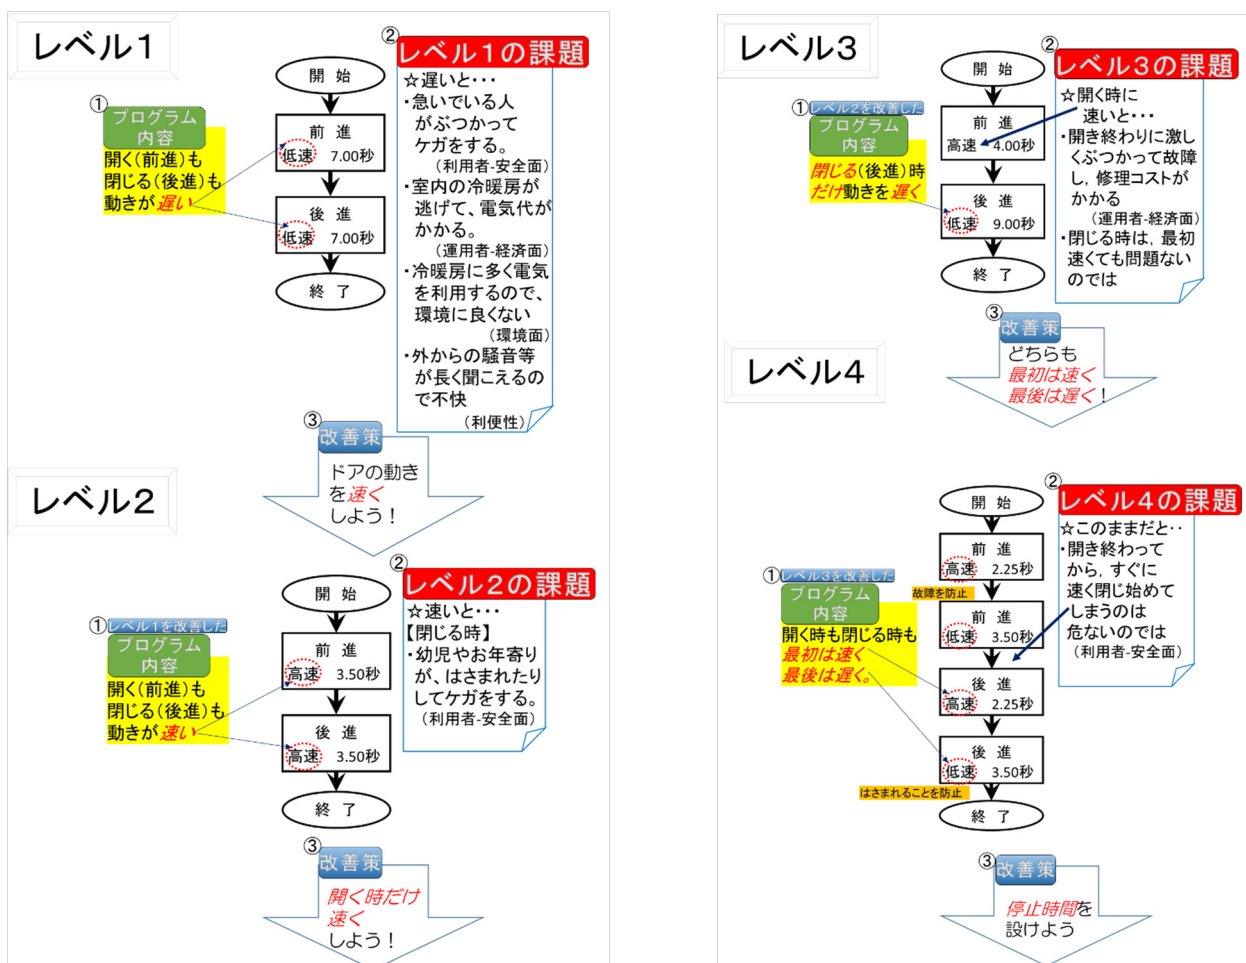 レベル1
②
レベル1の課題
開 始
☆遅いと・・・
・急いでいる人
がぶつかって
ケガをする。
（利用者-安全面）
・室内の冷暖房が
逃げて、電気代が
かかる。
（運用者-経済面）
・冷暖房に多く電気
を利用するので、
環境に良くない
（環境面）
・外からの騒音等
が長く聞こえるの
で不快
（利便性）
①
プログラム
内容
開く（前進）も
閉じる（後進）も
動きが遅い
前 進
低速 7.00秒
後 進
低速 7.00秒
終 了
③
改善策
ドアの動き
を速く
しよう！
レベル2
②
レベル2の課題
開 始
☆速いと・・・
【閉じる時】
・幼児やお年寄り
が、はさまれたり
してケガをする。
（利用者-安全面）
①
レベル1を改善した
プログラム
内容
開く（前進）も
閉じる（後進）も
動きが速い
前 進
高速 3.50秒
後 進
高速 3.50秒
終 了
③
改善策
開く時だけ
速く
しよう！
レベル3
②
レベル3の課題
開 始
☆開く時に
速いと・・・
・開き終わりに激し
くぶつかって故障
し，修理コストが
かかる
（運用者-経済面）
・閉じる時は，最初
速くても問題ない
のでは
①
レベル2を改善した
プログラム
内容
閉じる（後進）時
だけ動きを遅く
前 進
高速 4.00秒
後 進
低速 9.00秒
終 了
③
改善策
どちらも
最初は速く
最後は遅く！
レベル4
②
レベル4の課題
開 始
☆このままだと・・
・開き終わって
から，すぐに
速く閉じ始めて
しまうのは
危ないのでは
（利用者-安全面）
①
レベル3を改善した
プログラム
内容
開く時も閉じる時も
最初は速く
最後は遅く。
前 進
高速 2.25秒
故障を防止
前 進
低速 3.50秒
後 進
高速 2.25秒
後 進
低速 3.50秒
はさまれることを防止
終 了
③
改善策
停止時間を
設けよう